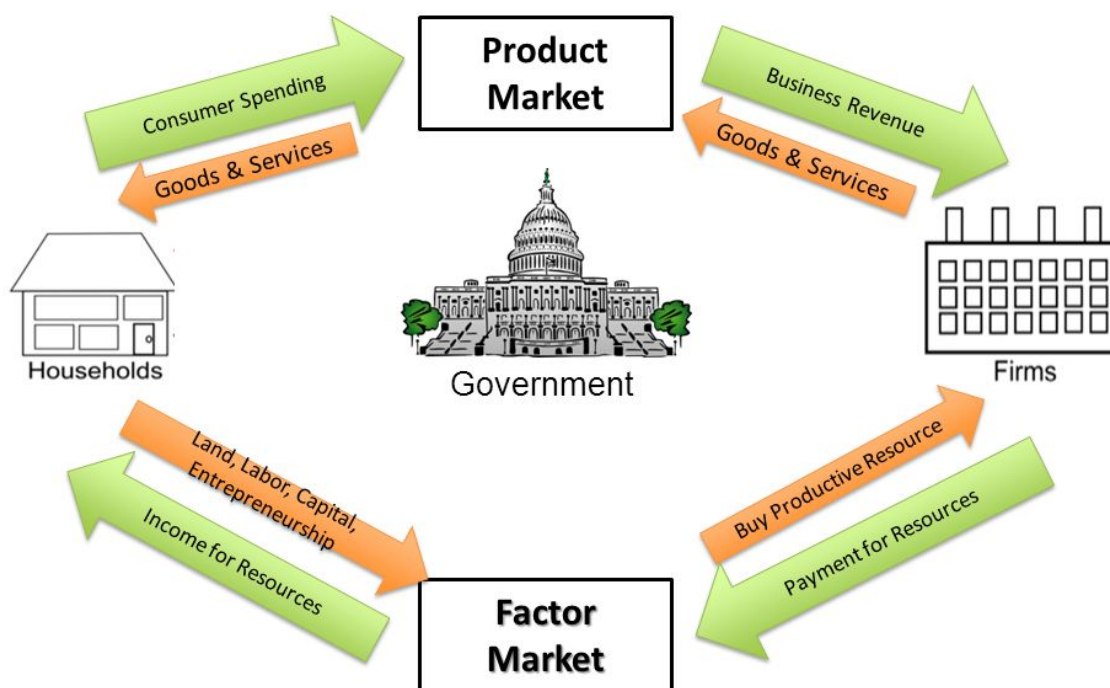 Product
Market
Consumer Spending
Business Revenue
Goods & Services
Goods & Services
Households
Government
Firms
Land, Labor, Capital,
Entrepreneurship
Buy Productive Resource
Income for Resources
Payment for Resources
Factor
Market